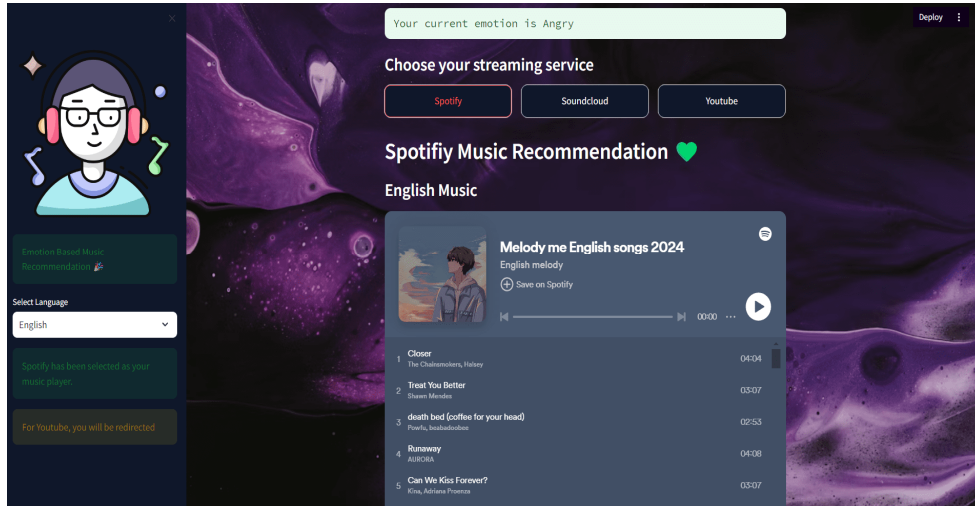 Your current emotion is Angry
Deploy
Choose your streaming service
Spotify
Soundcloud
Youtube
Spotifiy Music Recommendation
English Music
Emotion Based Music
Recommendation
Select Language
English
Spotify has been selected as your
music player.
For Youtube, you will be redirected
Melody me English songs 2024
English melody
Save on Spotify
00:00
1 Closer 04:04
The Chainsmokers, Halsey
2 Treat You Better 03:07
Shawn Mendes
3 death bed (coffee for your head) 02:53
Powfu, beabadoobee
4 Runaway 04:08
AURORA
5 Can We Kiss Forever? 03:07
Kina, Adriana Proenza